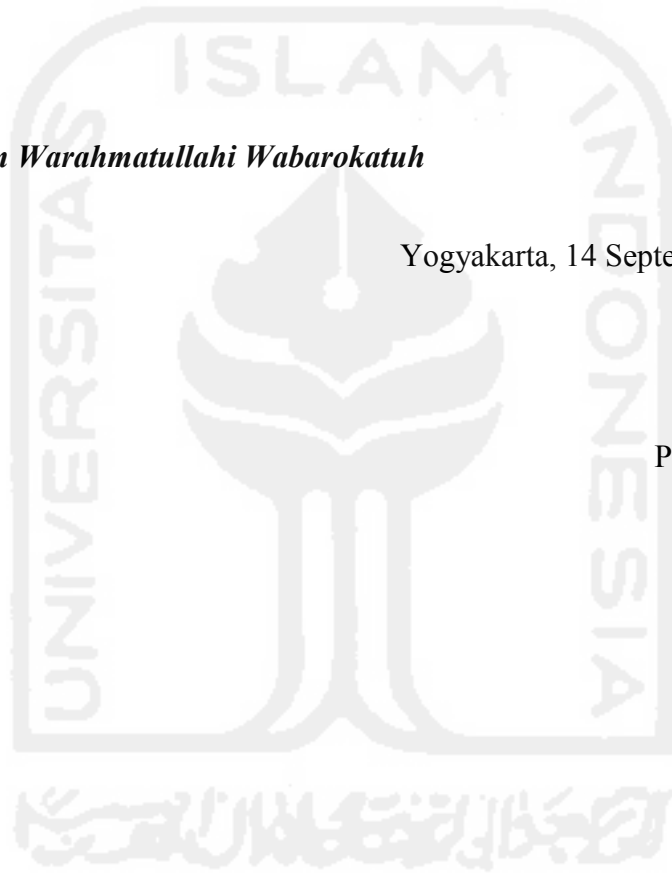 ISLAM
UNIVERSITAS
INDONESIA
n Warahmatullahi Wabarokatuh
Yogyakarta, 14 Septe
P